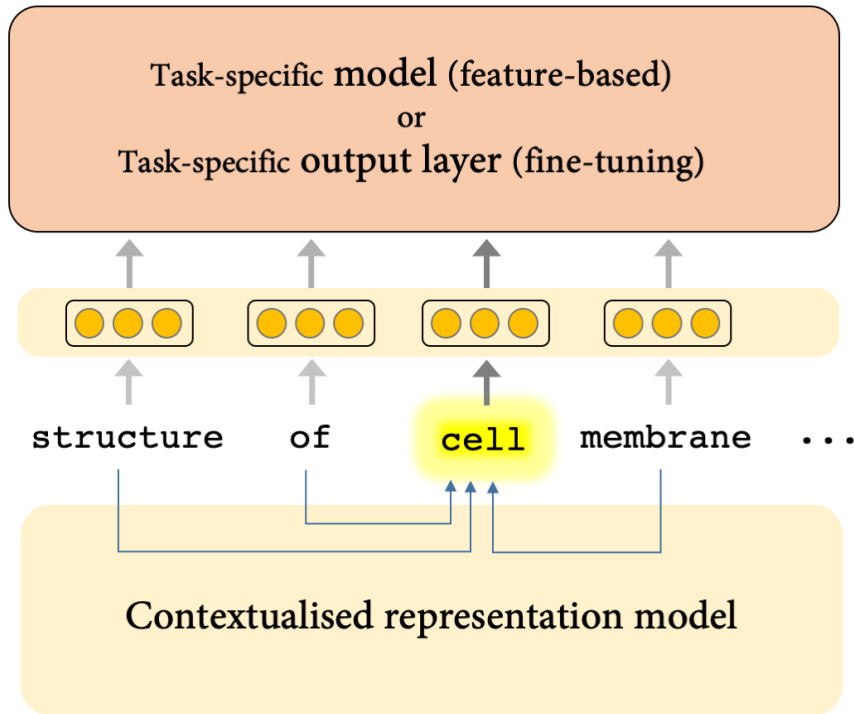 Task-specific model (feature-based)
or
Task-specific output layer (fine-tuning)
structure of cell membrane ...
Contextualised representation model